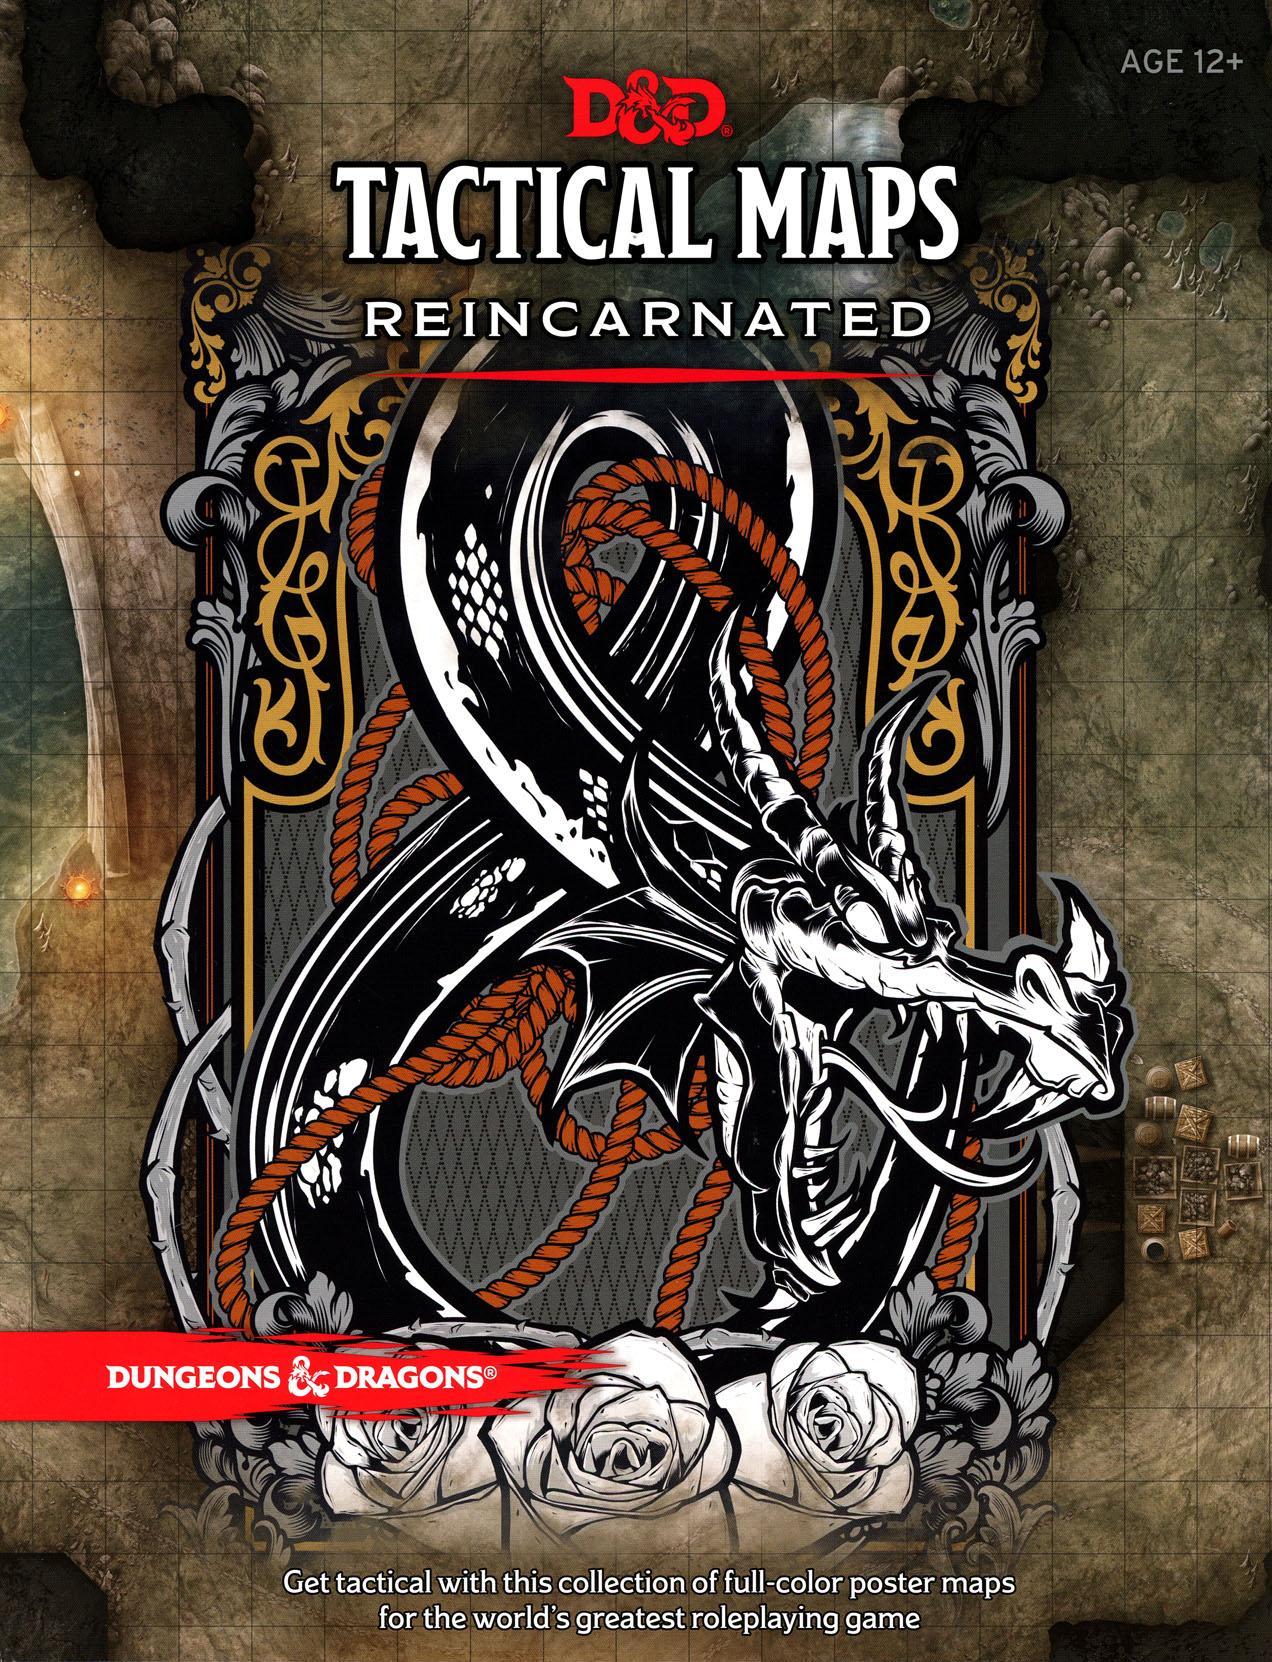 AGE 12+
D&D®
TACTICAL MAPS
REINCARNATED
DUNGEONS & DRAGONS®
Get tactical with this collection of full-color poster maps
for the world's greatest roleplaying game